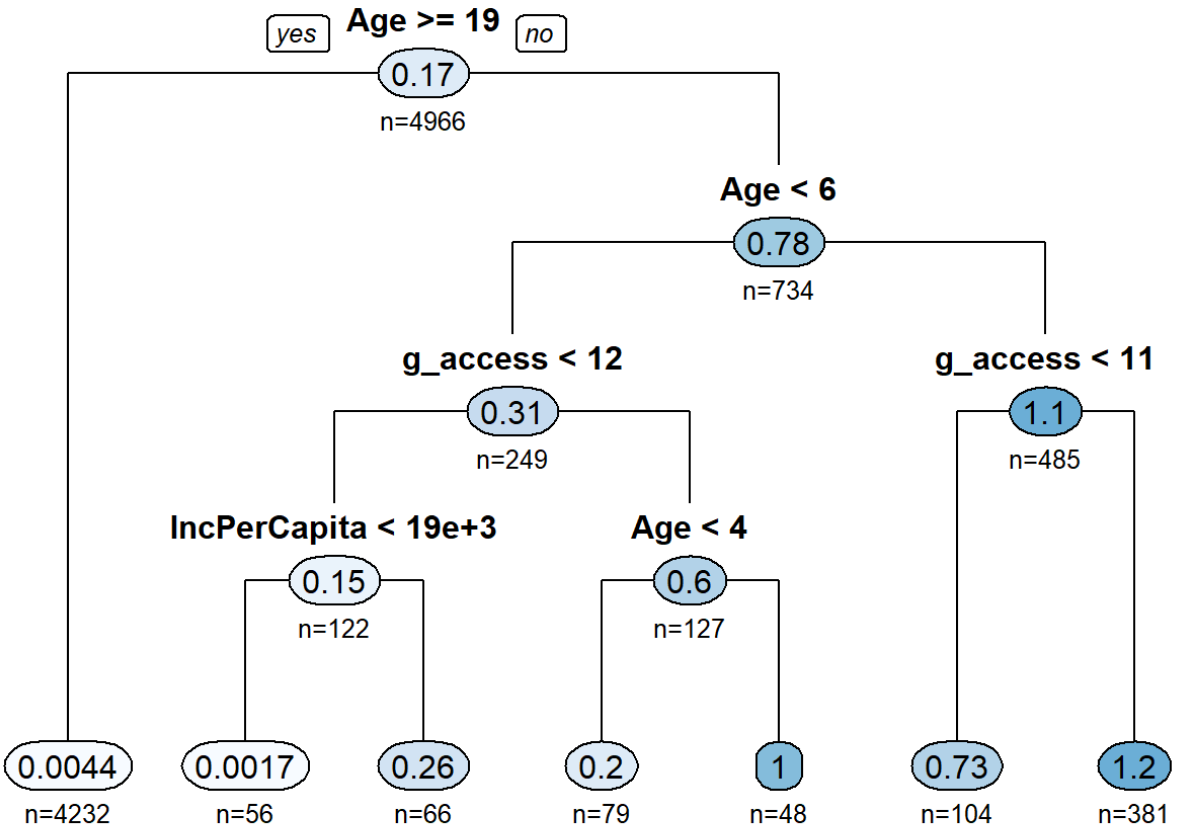 yes Age >= 19 no
0.17
n=4966
Age < 6
0.78
n=734
g_access < 12 g_access < 11
0.31 1.1
n=249 n=485
IncPerCapita < 19e+3 Age < 4
0.15 0.6
n=122 n=127
0.0044 0.0017 0.26 0.2 1 0.73 1.2
n=4232 n=56 n=66 n=79 n=48 n=104 n=381